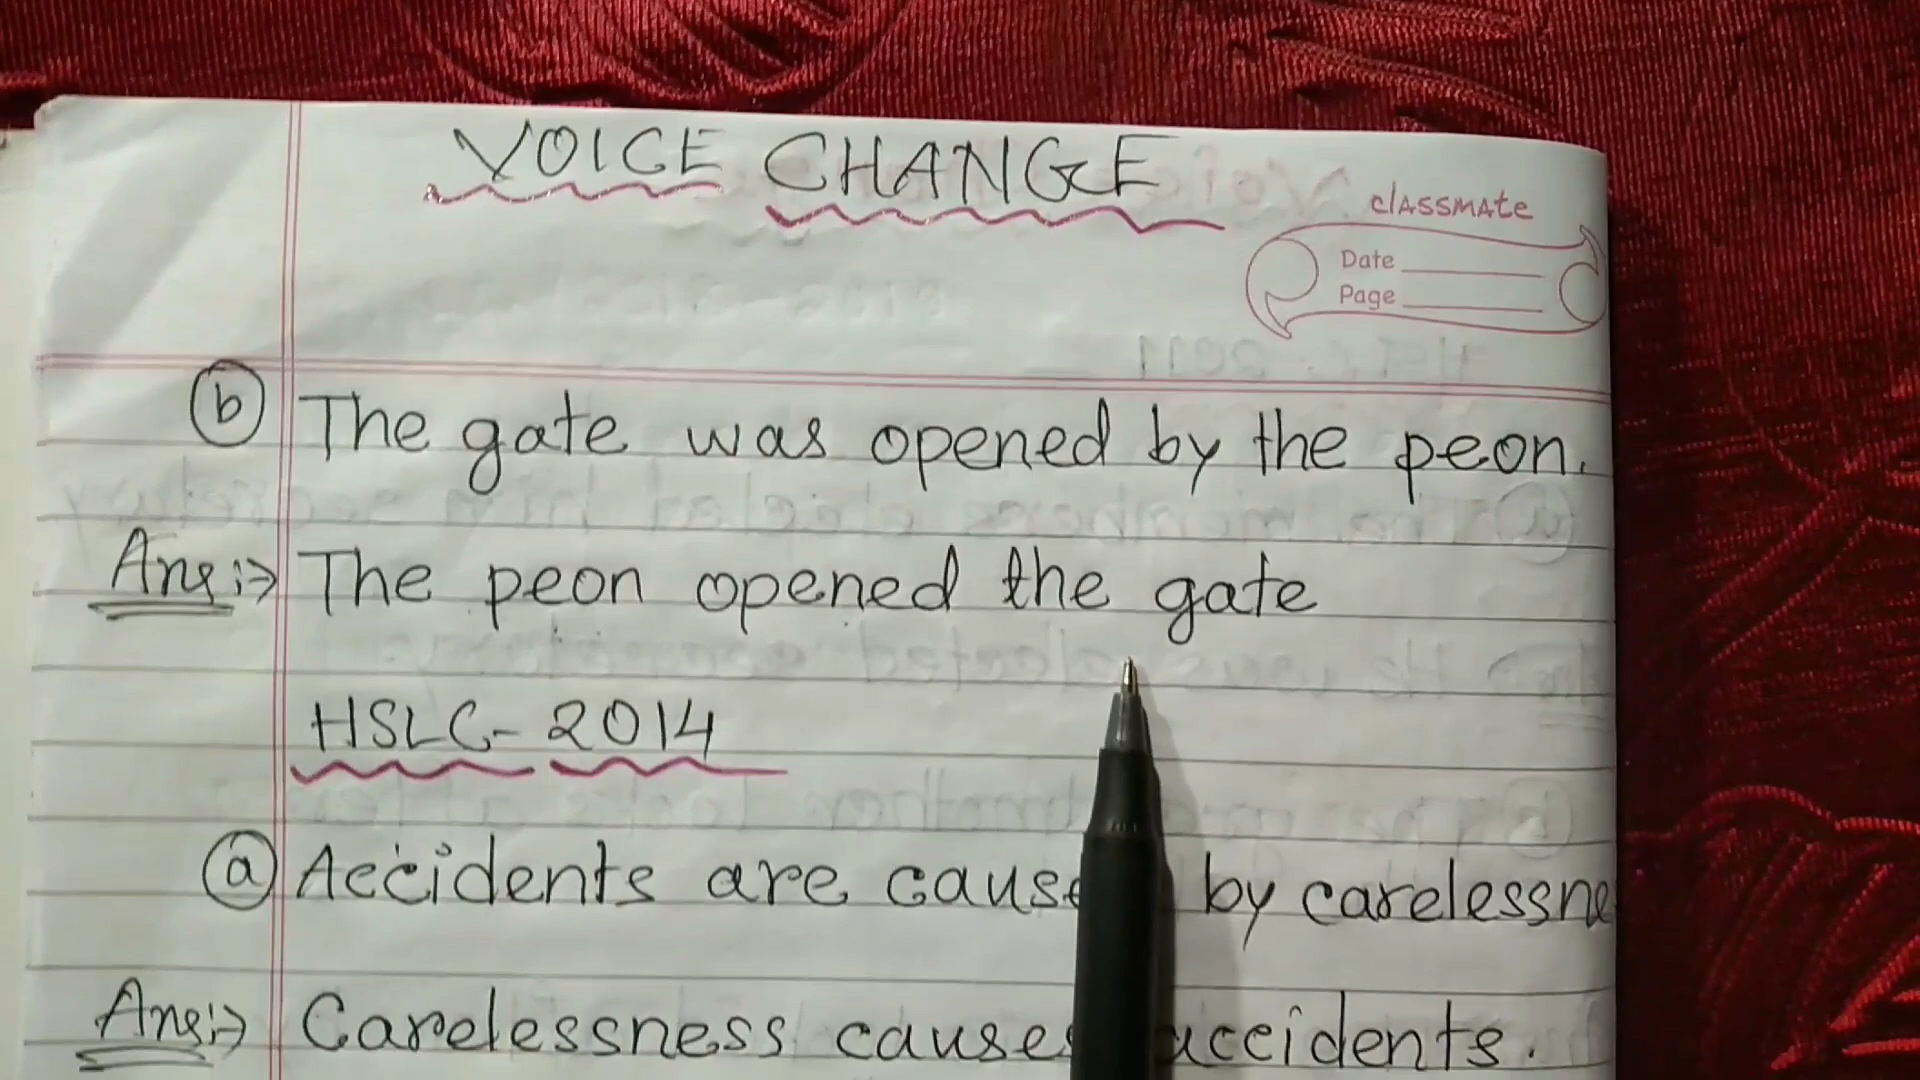 VOICE CHANGE
classmate
Date
Page
(b) The gate was opened by the peon.
Ans:-> The peon opened the gate
HSLC- 2014
(a) Accidents are cause by carelessne
Ans:-> Carelessness causes accidents.